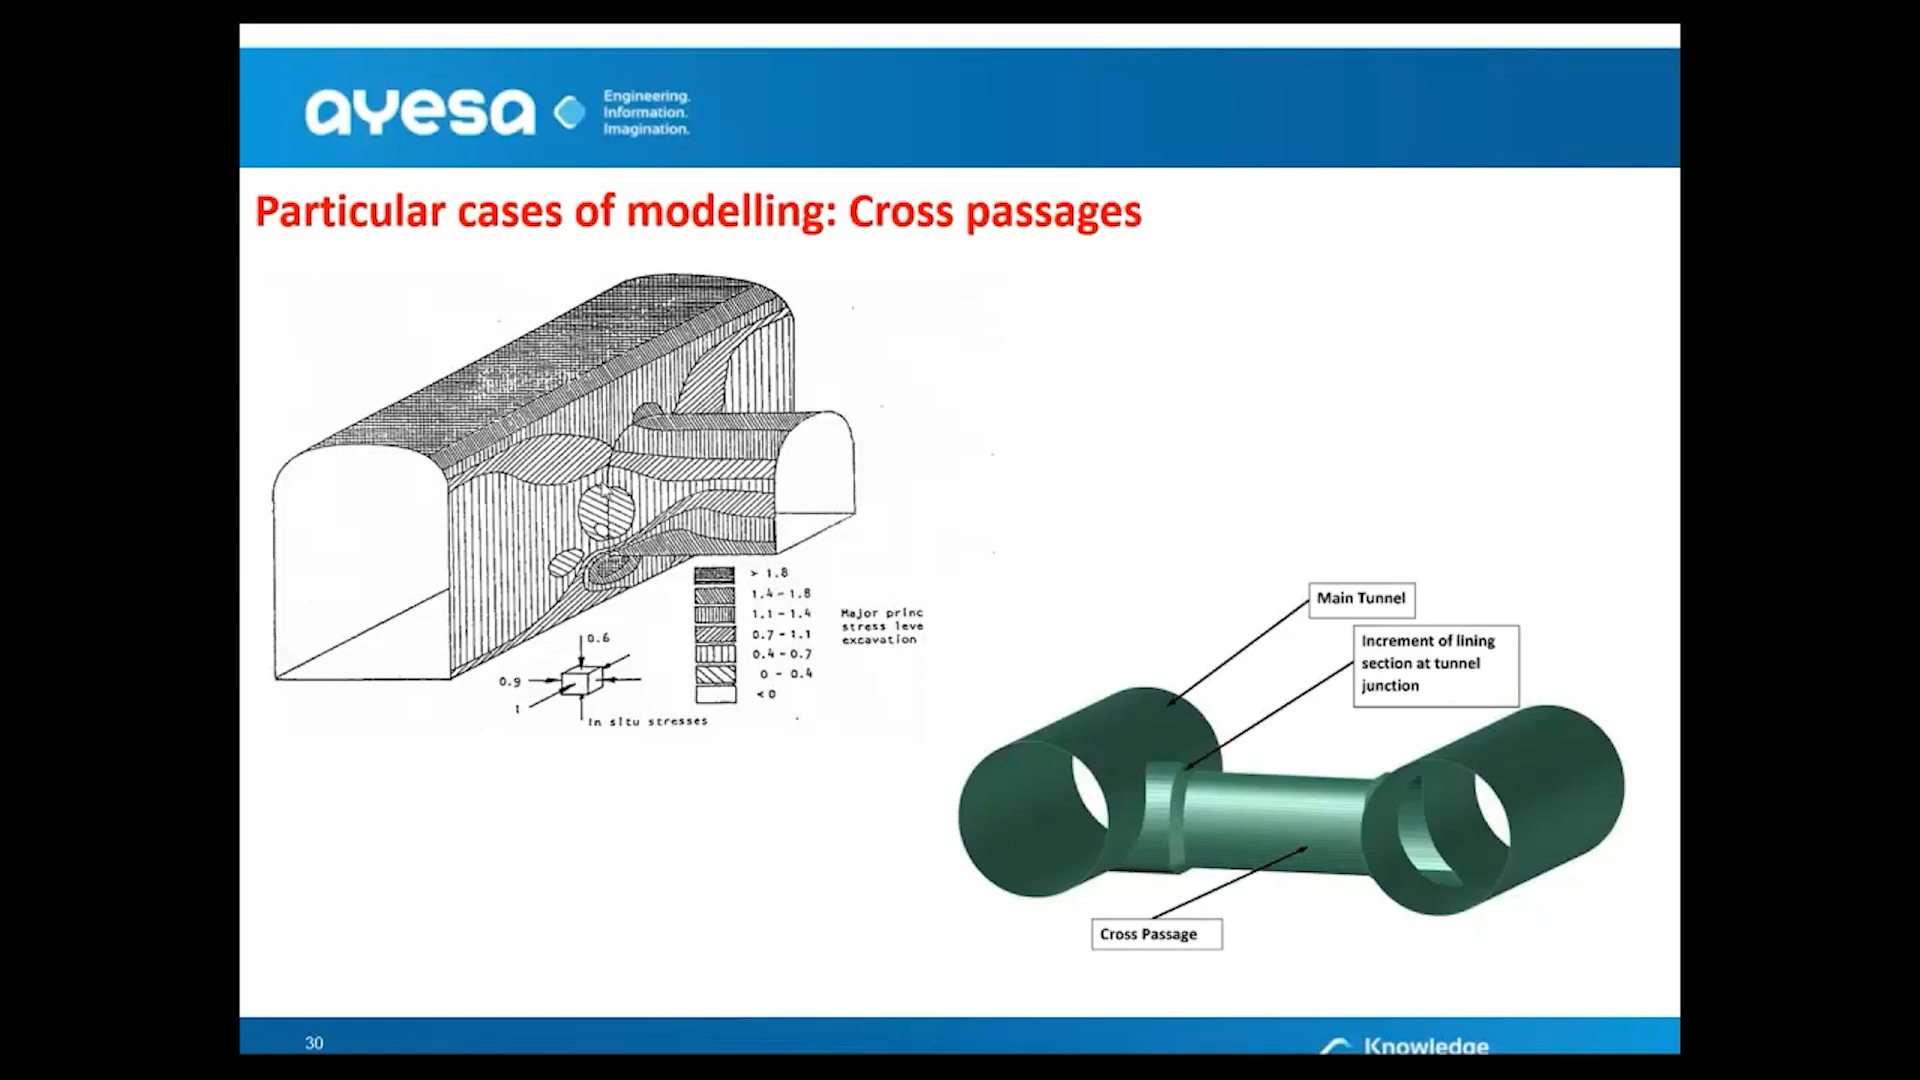 ayesa
Engineering.
Information.
Imagination.
Particular cases of modelling: Cross passages
> 1.8
1.4-1.8
1.1-1.4
0.7-1.1
0.4-0.7
0-0.4
<0
Major princ
stress leve
excavation
0.6
0.9
1
In situ stresses
Main Tunnel
Increment of lining
section at tunnel
junction
Cross Passage
30
Knowledge